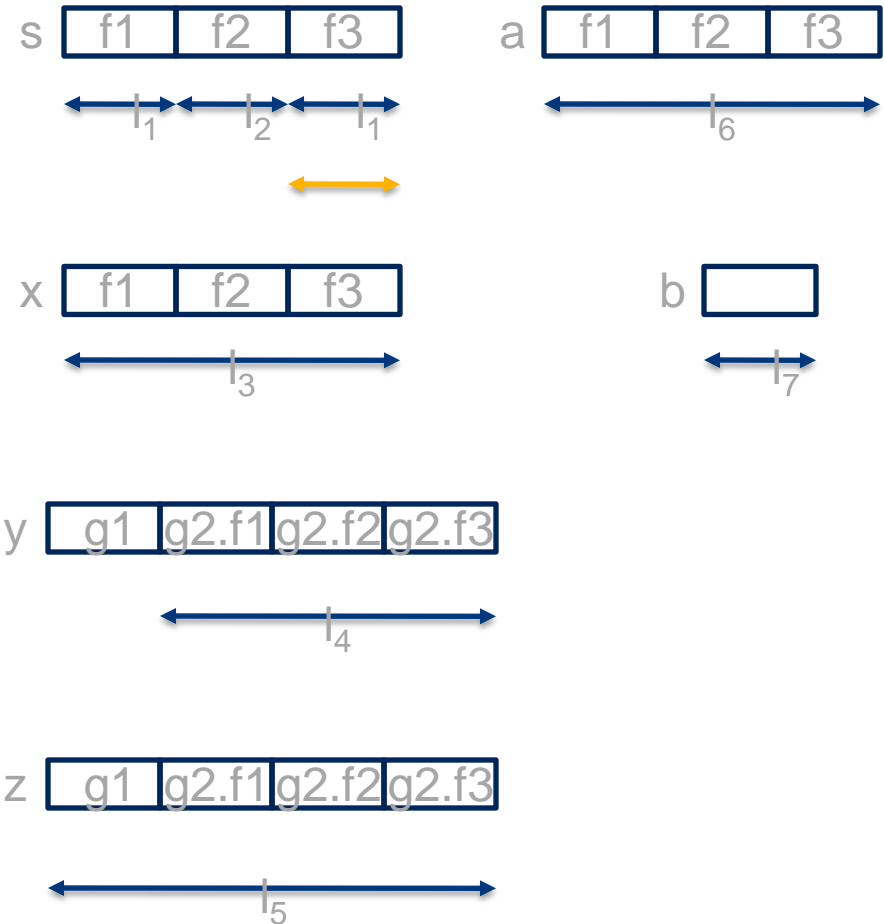 s f1 f2 f3
a f1 f2 f3
l₁ l₂ l₁
l₆
x f1 f2 f3
b
l₃
l₇
y g1 g2.f1 g2.f2 g2.f3
l₄
z g1 g2.f1 g2.f2 g2.f3
l₅